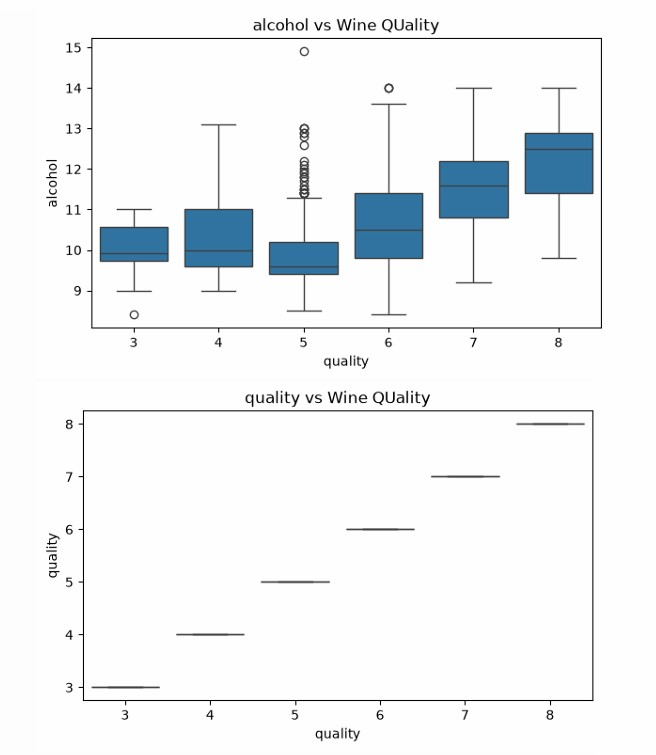 alcohol vs Wine QUality
15
14
13
12
11
10
9
alcohol
3 4 5 6 7 8
quality
quality vs Wine QUality
8
7
6
5
4
3
quality
3 4 5 6 7 8
quality